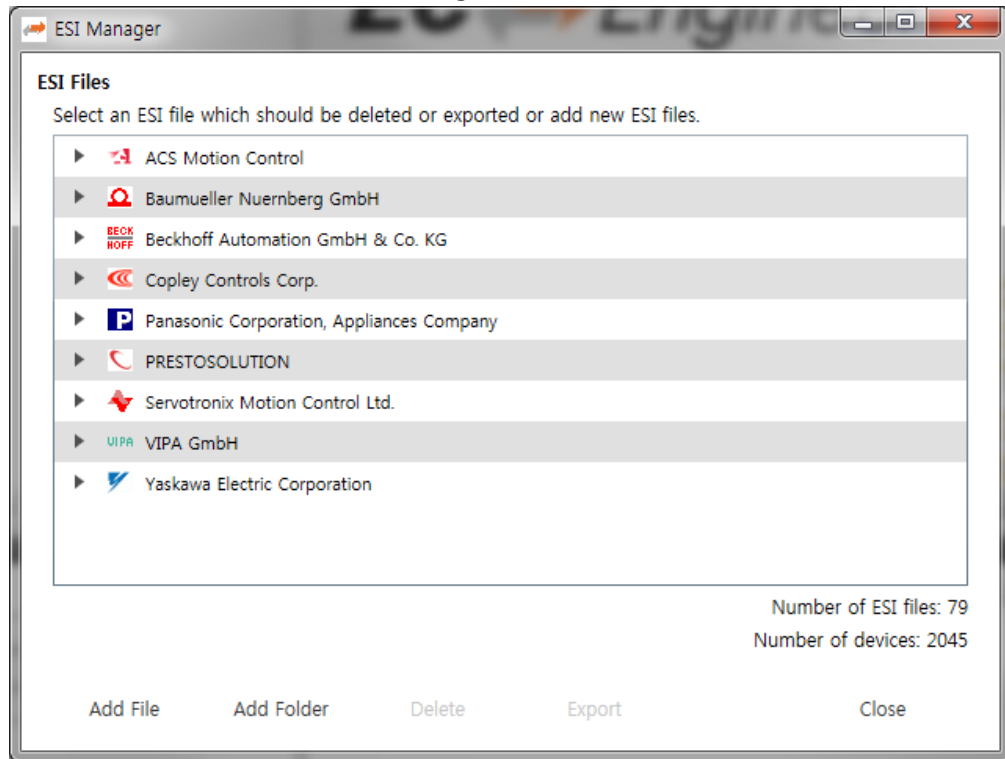 ESI Manager
ESI Files
Select an ESI file which should be deleted or exported or add new ESI files.
ACS Motion Control
Baumueller Nuernberg GmbH
BECK
HOFF
Beckhoff Automation GmbH & Co. KG
Copley Controls Corp.
P
Panasonic Corporation, Appliances Company
PRESTOSOLUTION
Servotronix Motion Control Ltd.
VIPA VIPA GmbH
Yaskawa Electric Corporation
Number of ESI files: 79
Number of devices: 2045
Add File Add Folder Delete Export Close